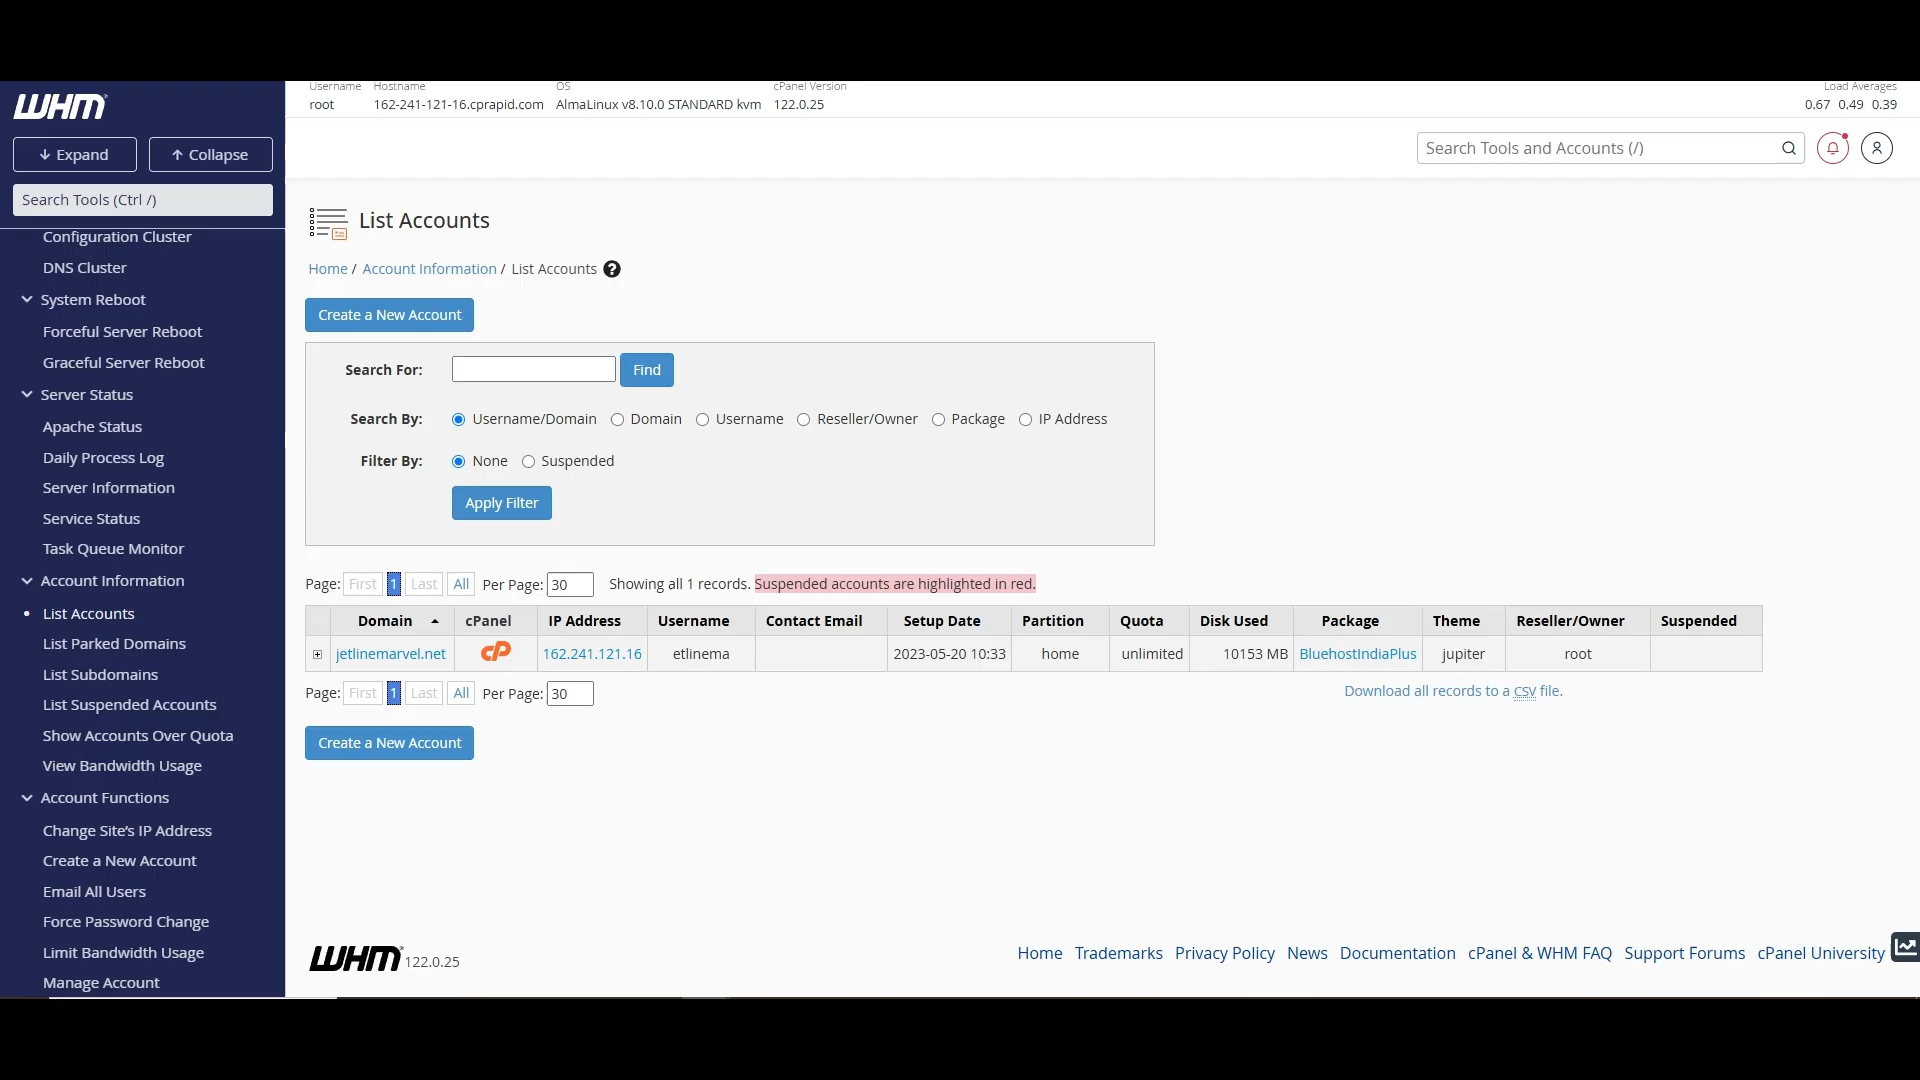 WHM
Username Hostname OS cPanel Version Load Averages
root 162-241-121-16.cprapid.com AlmaLinux v8.10.0 STANDARD kvm 122.0.25 0.67 0.49 0.39
Expand Collapse
Search Tools (Ctrl /)
Search Tools and Accounts (/)
Configuration Cluster
DNS Cluster
System Reboot
Forceful Server Reboot
Graceful Server Reboot
Server Status
Apache Status
Daily Process Log
Server Information
Service Status
Task Queue Monitor
Account Information
List Accounts
List Parked Domains
List Subdomains
List Suspended Accounts
Show Accounts Over Quota
View Bandwidth Usage
Account Functions
Change Site's IP Address
Create a New Account
Email All Users
Force Password Change
Limit Bandwidth Usage
Manage Account
List Accounts
Home / Account Information / List Accounts ?
Create a New Account
Search For: Find
Search By: Username/Domain Domain Username Reseller/Owner Package IP Address
Filter By: None Suspended
Apply Filter
Page: First 1 Last All Per Page: 30 Showing all 1 records. Suspended accounts are highlighted in red.
Domain cPanel IP Address Username Contact Email Setup Date Partition Quota Disk Used Package Theme Reseller/Owner Suspended
jetlinemarvel.net cP 162.241.121.16 etlinema 2023-05-20 10:33 home unlimited 10153 MB BluehostIndiaPlus jupiter root
Page: First 1 Last All Per Page: 30 Download all records to a CSV file.
Create a New Account
WHM 122.0.25 Home Trademarks Privacy Policy News Documentation cPanel & WHM FAQ Support Forums cPanel University